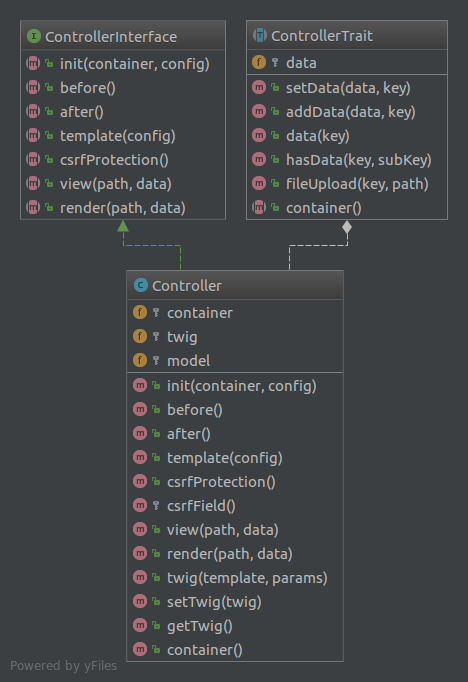 ControllerInterface
init(container, config)
before()
after()
template(config)
csrfProtection()
view(path, data)
render(path, data)
ControllerTrait
data
setData(data, key)
addData(data, key)
data(key)
hasData(key, subKey)
fileUpload(key, path)
container()
Controller
container
twig
model
init(container, config)
before()
after()
template(config)
csrfProtection()
csrfField()
view(path, data)
render(path, data)
twig(template, params)
setTwig(twig)
getTwig()
container()
Powered by yFiles